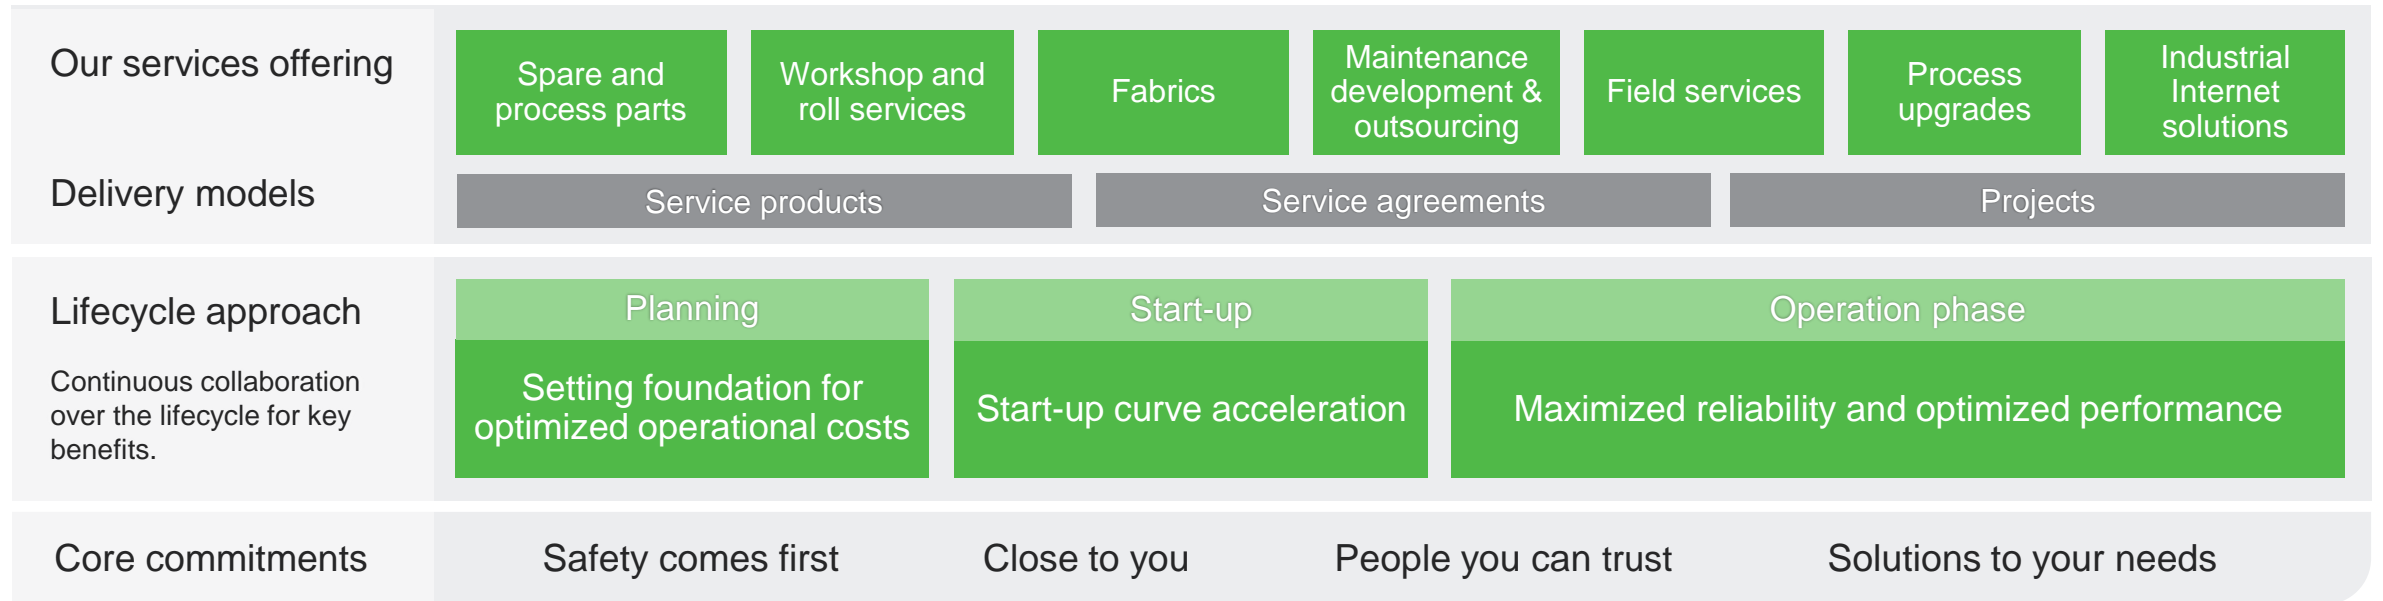 Our services offering
Spare and
process parts
Workshop and
roll services
Fabrics
Maintenance
development &
outsourcing
Field services
Process
upgrades
Industrial
Internet
solutions
Delivery models
Service products
Service agreements
Projects
Lifecycle approach
Continuous collaboration
over the lifecycle for key
benefits.
Planning
Setting foundation for
optimized operational costs
Start-up
Start-up curve acceleration
Operation phase
Maximized reliability and optimized performance
Core commitments
Safety comes first
Close to you
People you can trust
Solutions to your needs